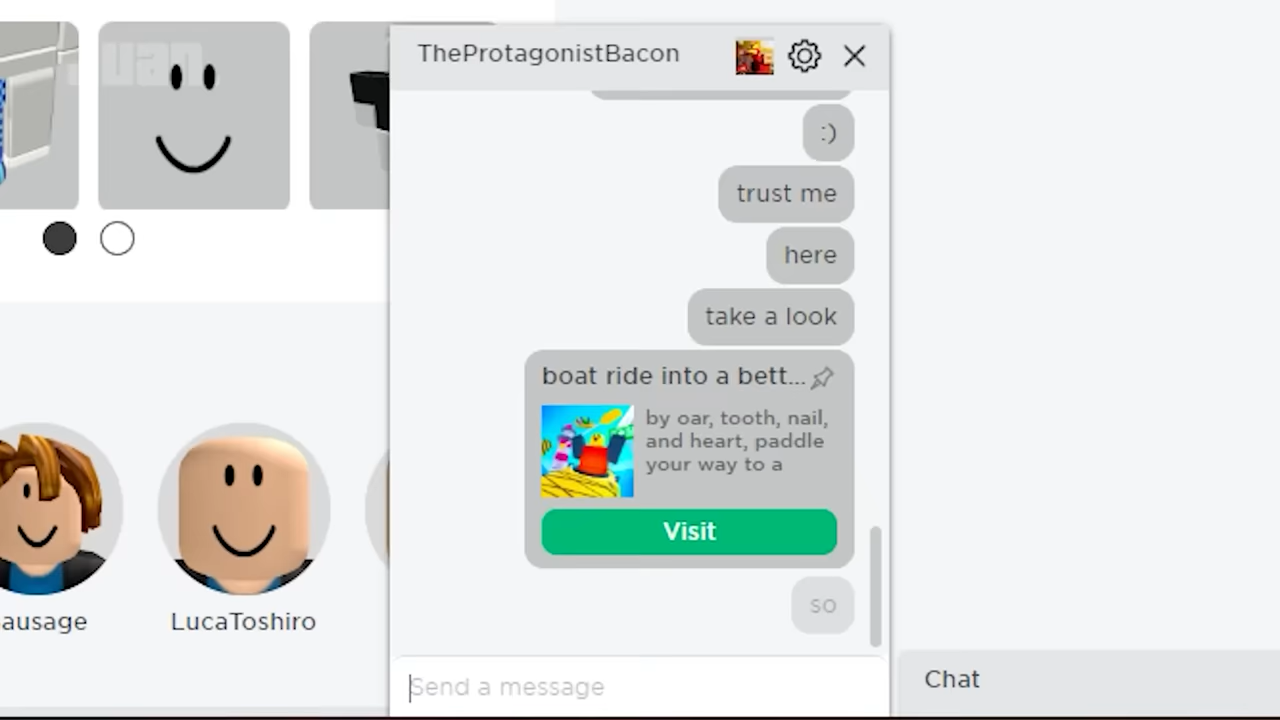 TheProtagonistBacon
:)
trust me
here
take a look
boat ride into a bett...
by oar, tooth, nail,
and heart, paddle
your way to a
Visit
so
ausage
LucaToshiro
Send a message
Chat